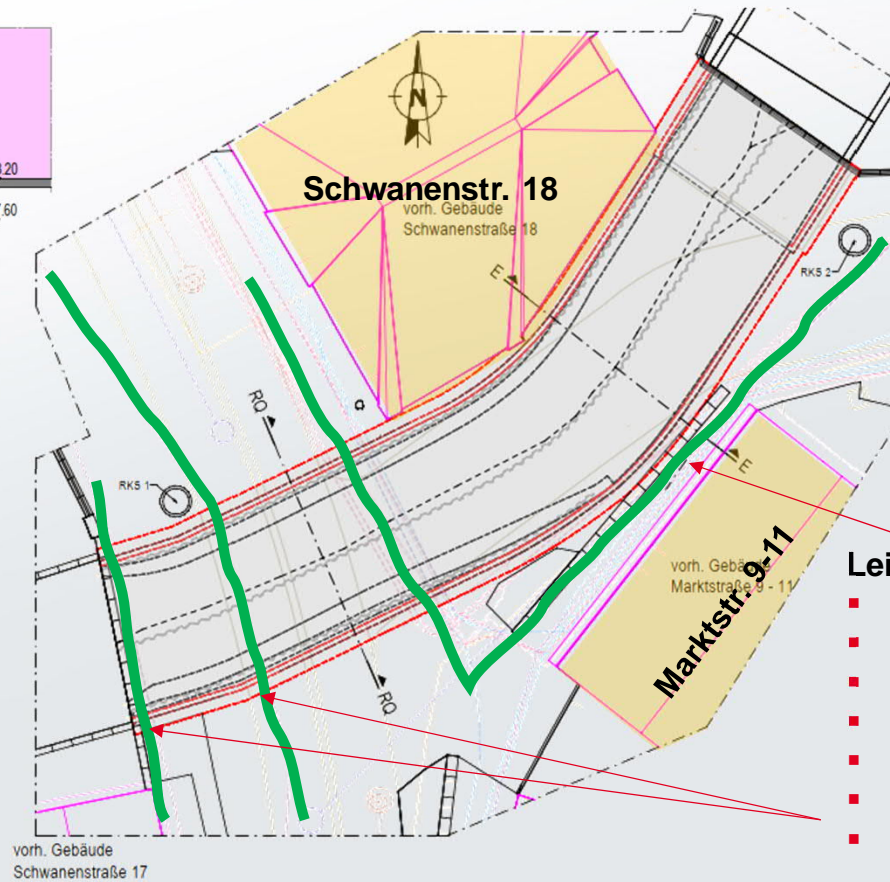 .20
.60
N
Schwanenstr. 18
vorh. Gebäude
Schwanenstraße 18
E
RKS 2
RQ
RKS 1
E
vorh. Gebäude
Marktstraße 9 - 11
Marktstr. 9-11
Lei
RQ
vorh. Gebäude
Schwanenstraße 17